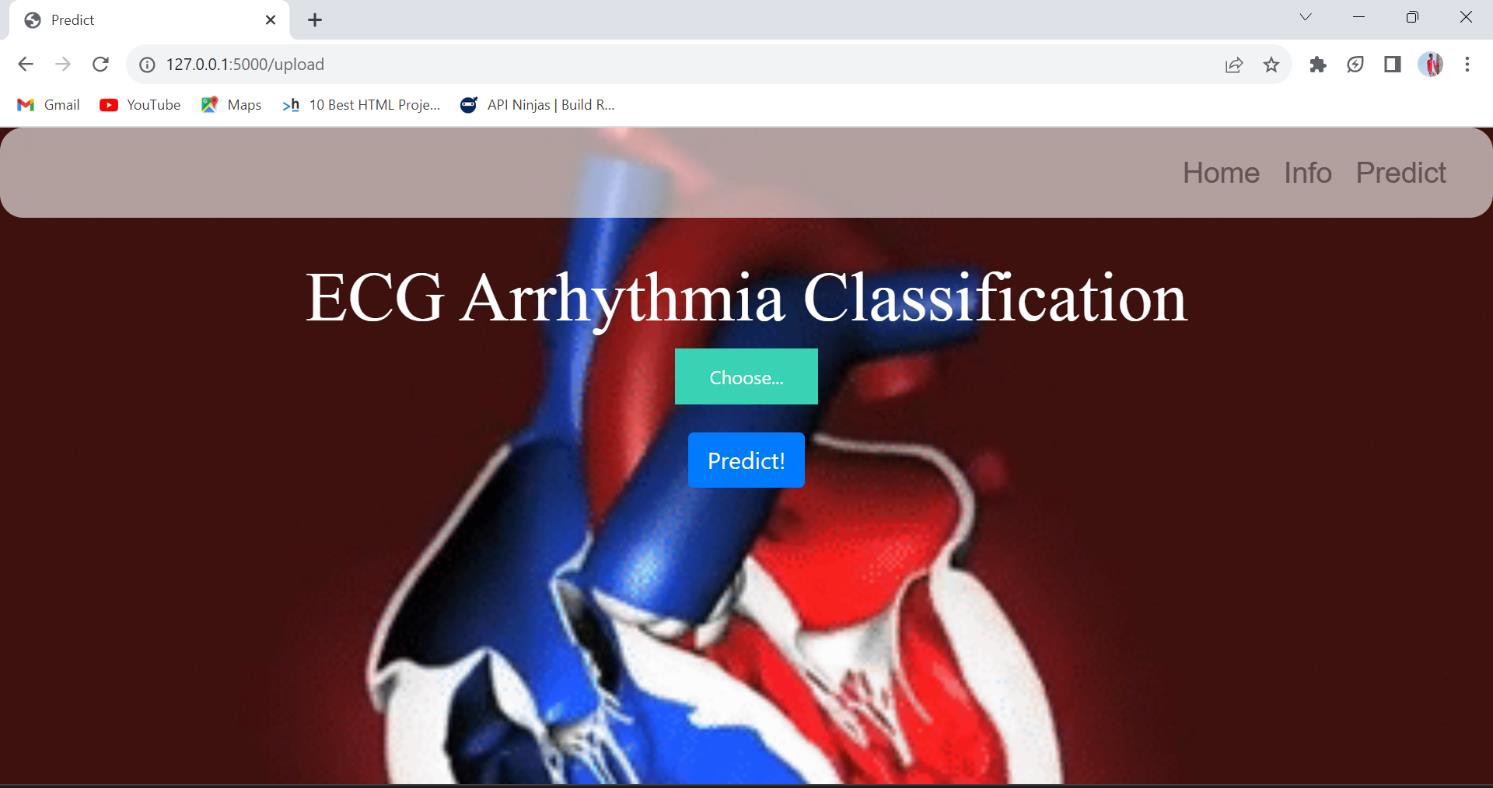 Predict
127.0.0.1:5000/upload
Gmail YouTube Maps >h 10 Best HTML Proje... API Ninjas | Build R...
Home Info Predict
ECG Arrhythmia Classification
Choose...
Predict!